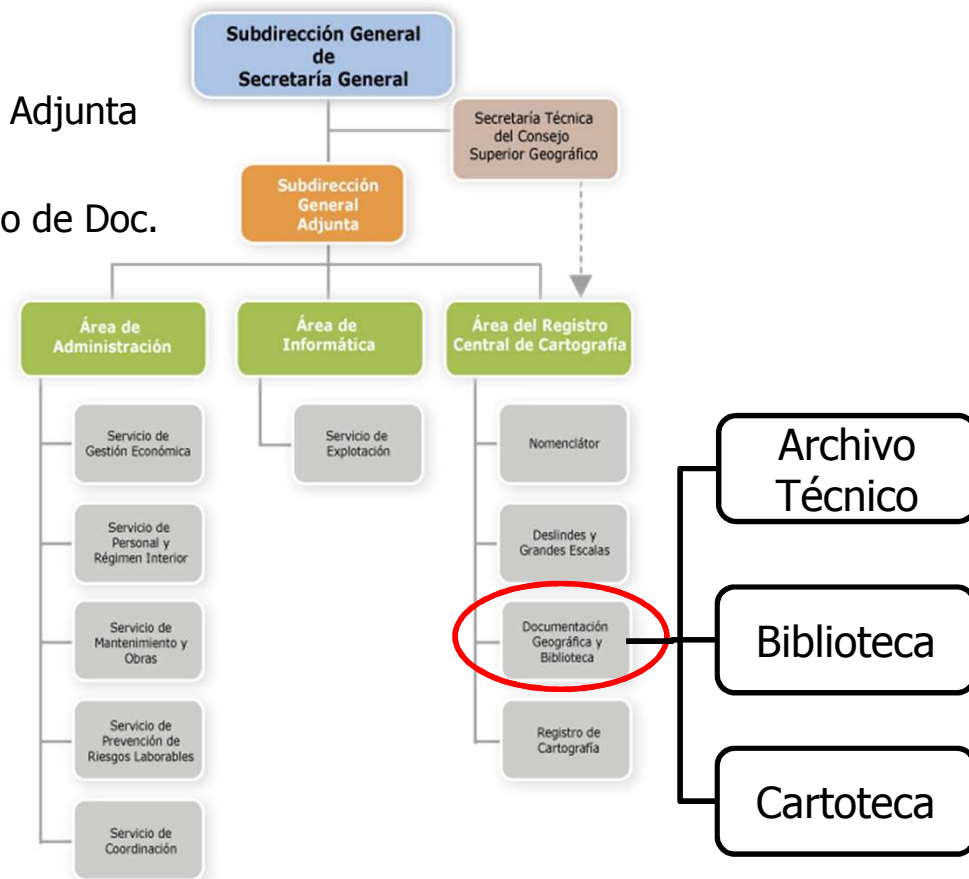 Subdirección General
de
Secretaría General
Adjunta
Secretaría Técnica
del Consejo
Superior Geográfico
Subdirección
General
Adjunta
o de Doc.
Área de
Administración
Área de
Informática
Área del Registro
Central de Cartografía
Servicio de
Gestión Económica
Servicio de
Personal y
Régimen Interior
Servicio de
Mantenimiento y
Obras
Servicio de
Prevención de
Riesgos Laborables
Servicio de
Coordinación
Servicio de
Explotación
Nomenclátor
Deslindes y
Grandes Escalas
Documentación
Geográfica y
Biblioteca
Registro de
Cartografía
Archivo
Técnico
Biblioteca
Cartoteca